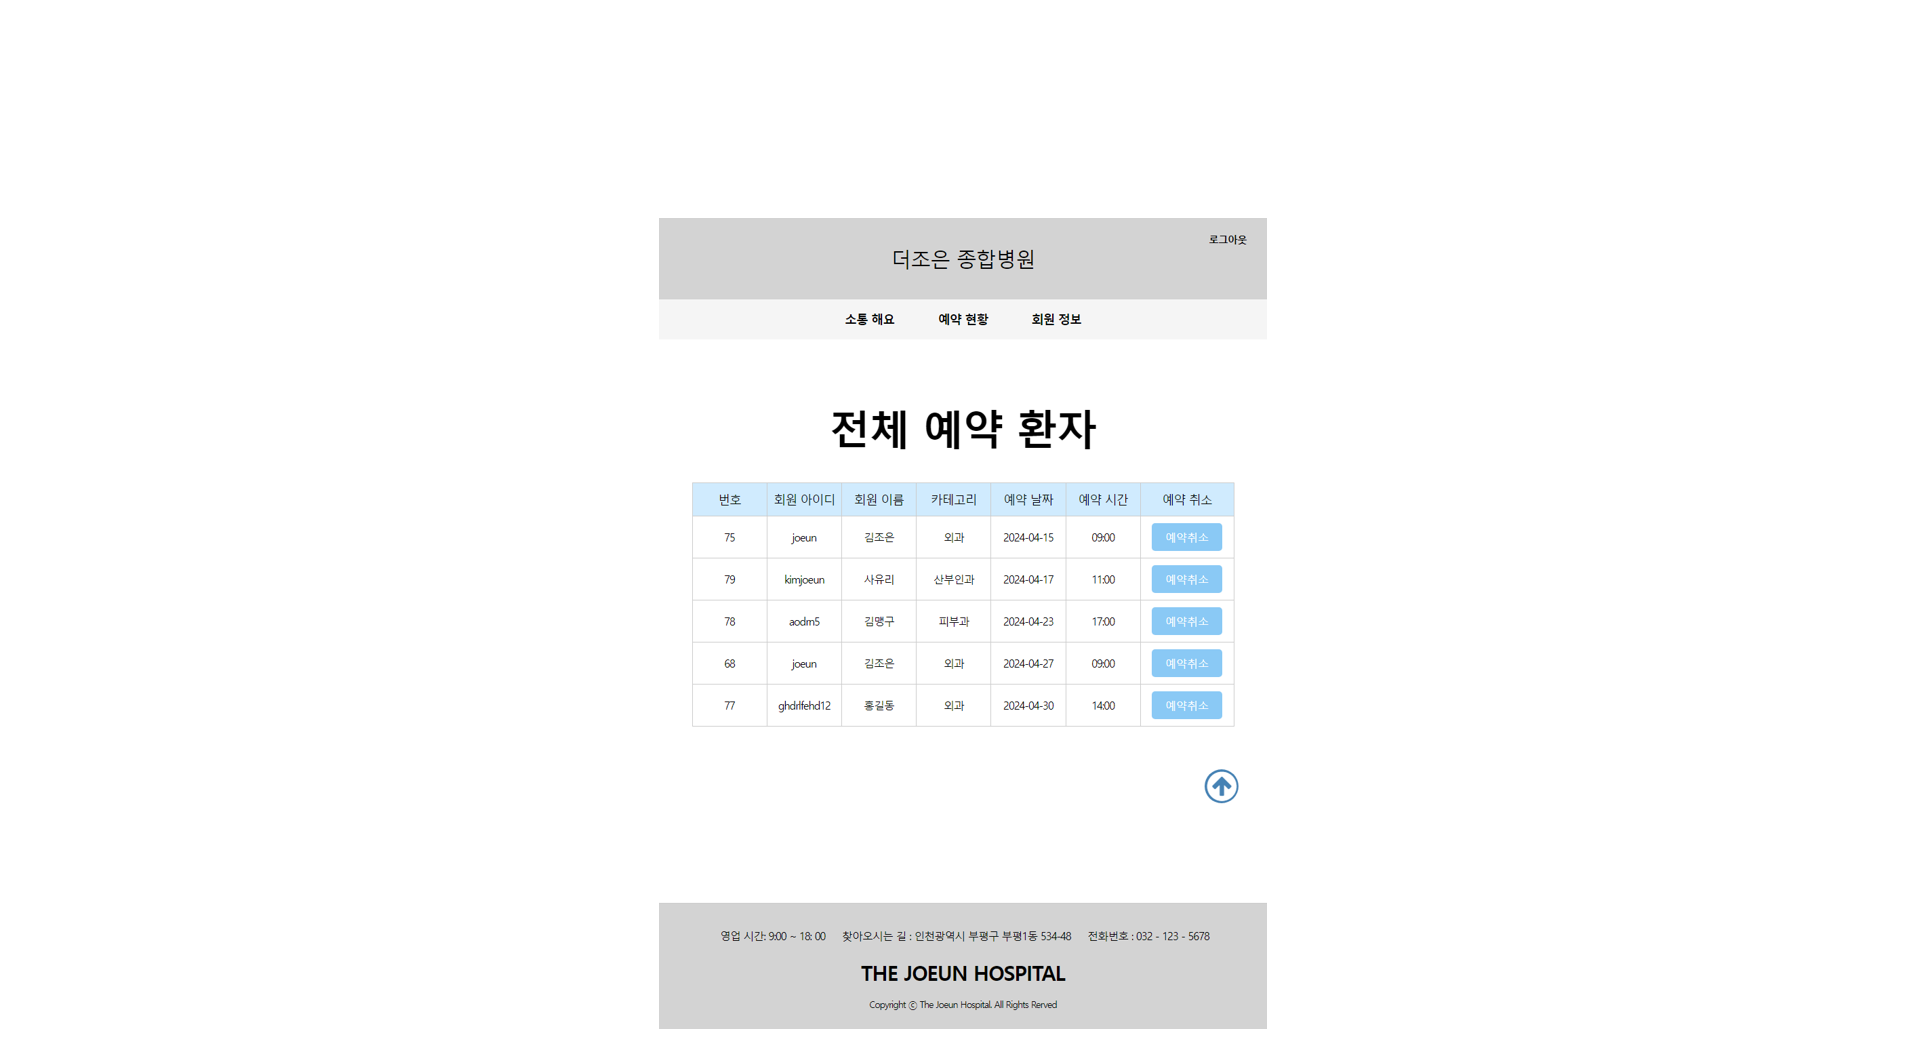 로그아웃
더조은 종합병원
소통 해요 예약 현황 회원 정보
전체 예약 환자
번호 회원 아이디 회원 이름 카테고리 예약 날짜 예약 시간 예약 취소
75 joeun 김조은 외과 2024-04-15 09:00 예약취소
79 kimjoeun 사유리 산부인과 2024-04-17 11:00 예약취소
78 aodm5 김맹구 피부과 2024-04-23 17:00 예약취소
68 joeun 김조은 외과 2024-04-27 09:00 예약취소
77 ghdrlfehd12 홍길동 외과 2024-04-30 14:00 예약취소
영업 시간: 9:00 ~ 18: 00 찾아오시는 길 : 인천광역시 부평구 부평1동 534-48 전화번호 : 032 - 123 - 5678
THE JOEUN HOSPITAL
Copyright ⓒ The Joeun Hospital. All Rights Rerved